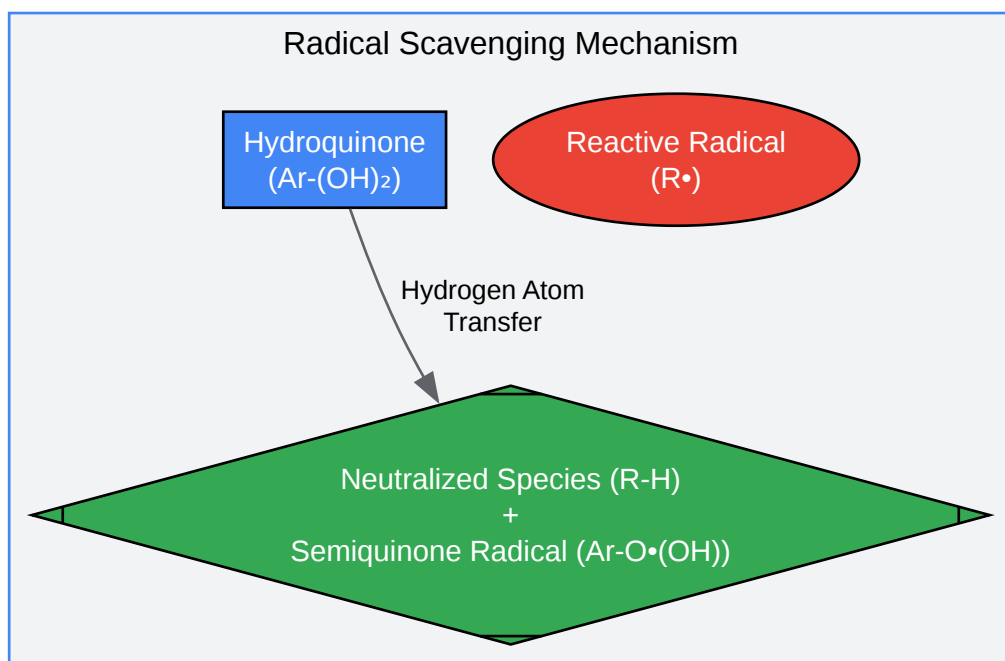 Radical Scavenging Mechanism
Hydroquinone
(Ar-(OH)₂)
Reactive Radical
(R•)
Hydrogen Atom
Transfer
Neutralized Species (R-H)
+
Semiquinone Radical (Ar-O•(OH))